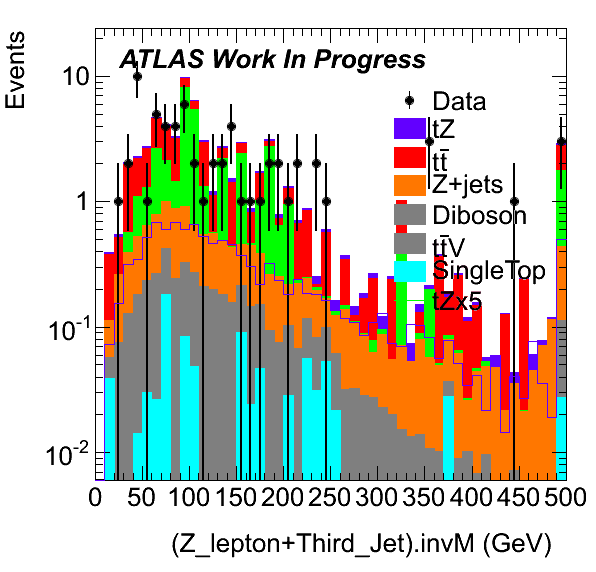 Events
ATLAS Work In Progress
Data
tZ
tt̄
Z+jets
Diboson
tt̄V
SingleTop
tZx5
10
1
10⁻¹
10⁻²
0 50 100 150 200 250 300 350 400 450 500
(Z_lepton+Third_Jet).invM (GeV)